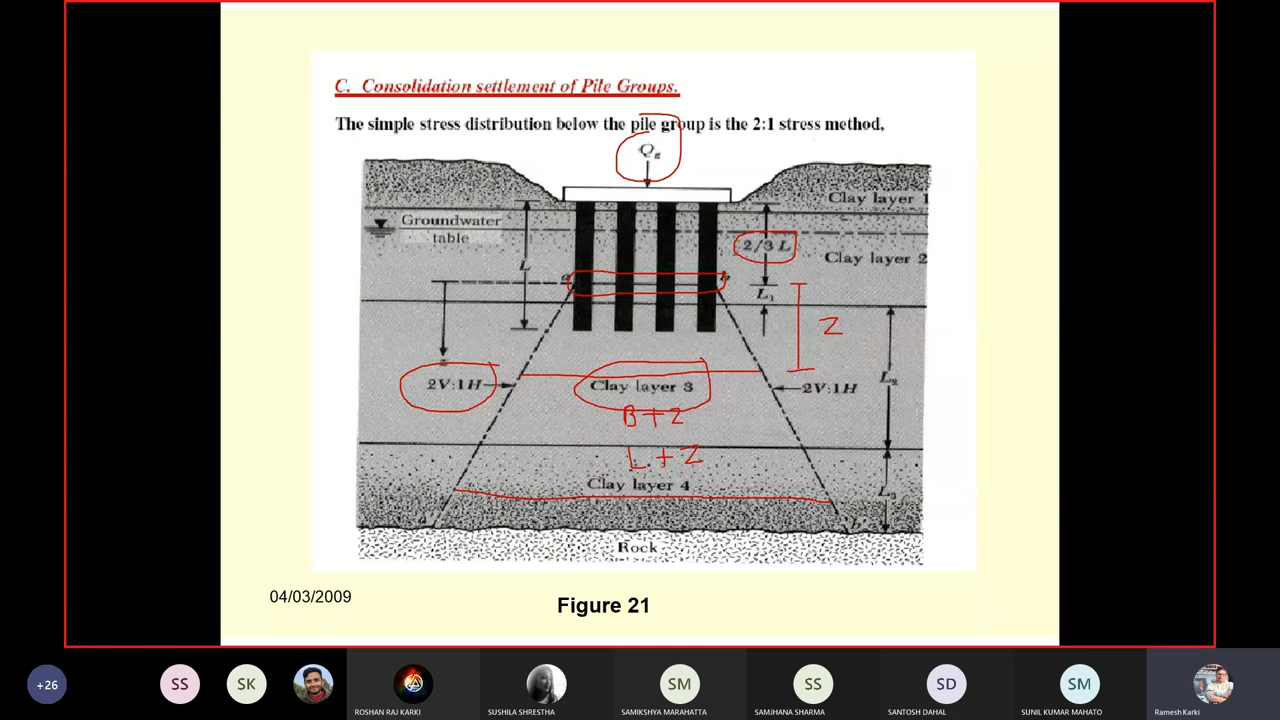 C. Consolidation settlement of Pile Groups.
The simple stress distribution below the pile group is the 2:1 stress method,
Qg
Clay layer 1
Groundwater
table
2/3 L
Clay layer 2
L
L1
z
Z
2V:1H
Clay layer 3
2V:1H
L2
B+Z
L+Z
Clay layer 4
L3
Rock
04/03/2009
Figure 21
+26
SS
SK
SM
SS
SD
SM
ROSHAN RAJ KARKI
SUSHILA SHRESTHA
SAMIKSHYA MARAHATTA
SAMJHANA SHARMA
SANTOSH DAHAL
SUNIL KUMAR MAHATO
Ramesh Karki